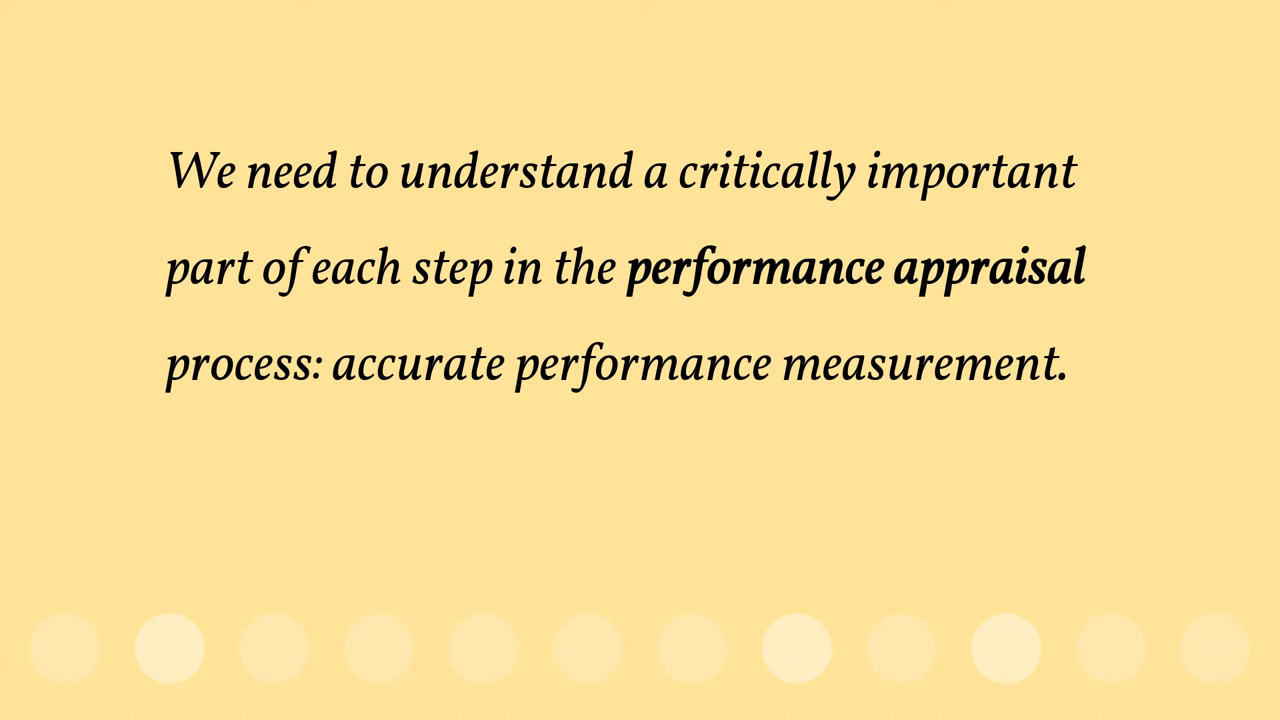 We need to understand a critically important
part of each step in the performance appraisal
process: accurate performance measurement.